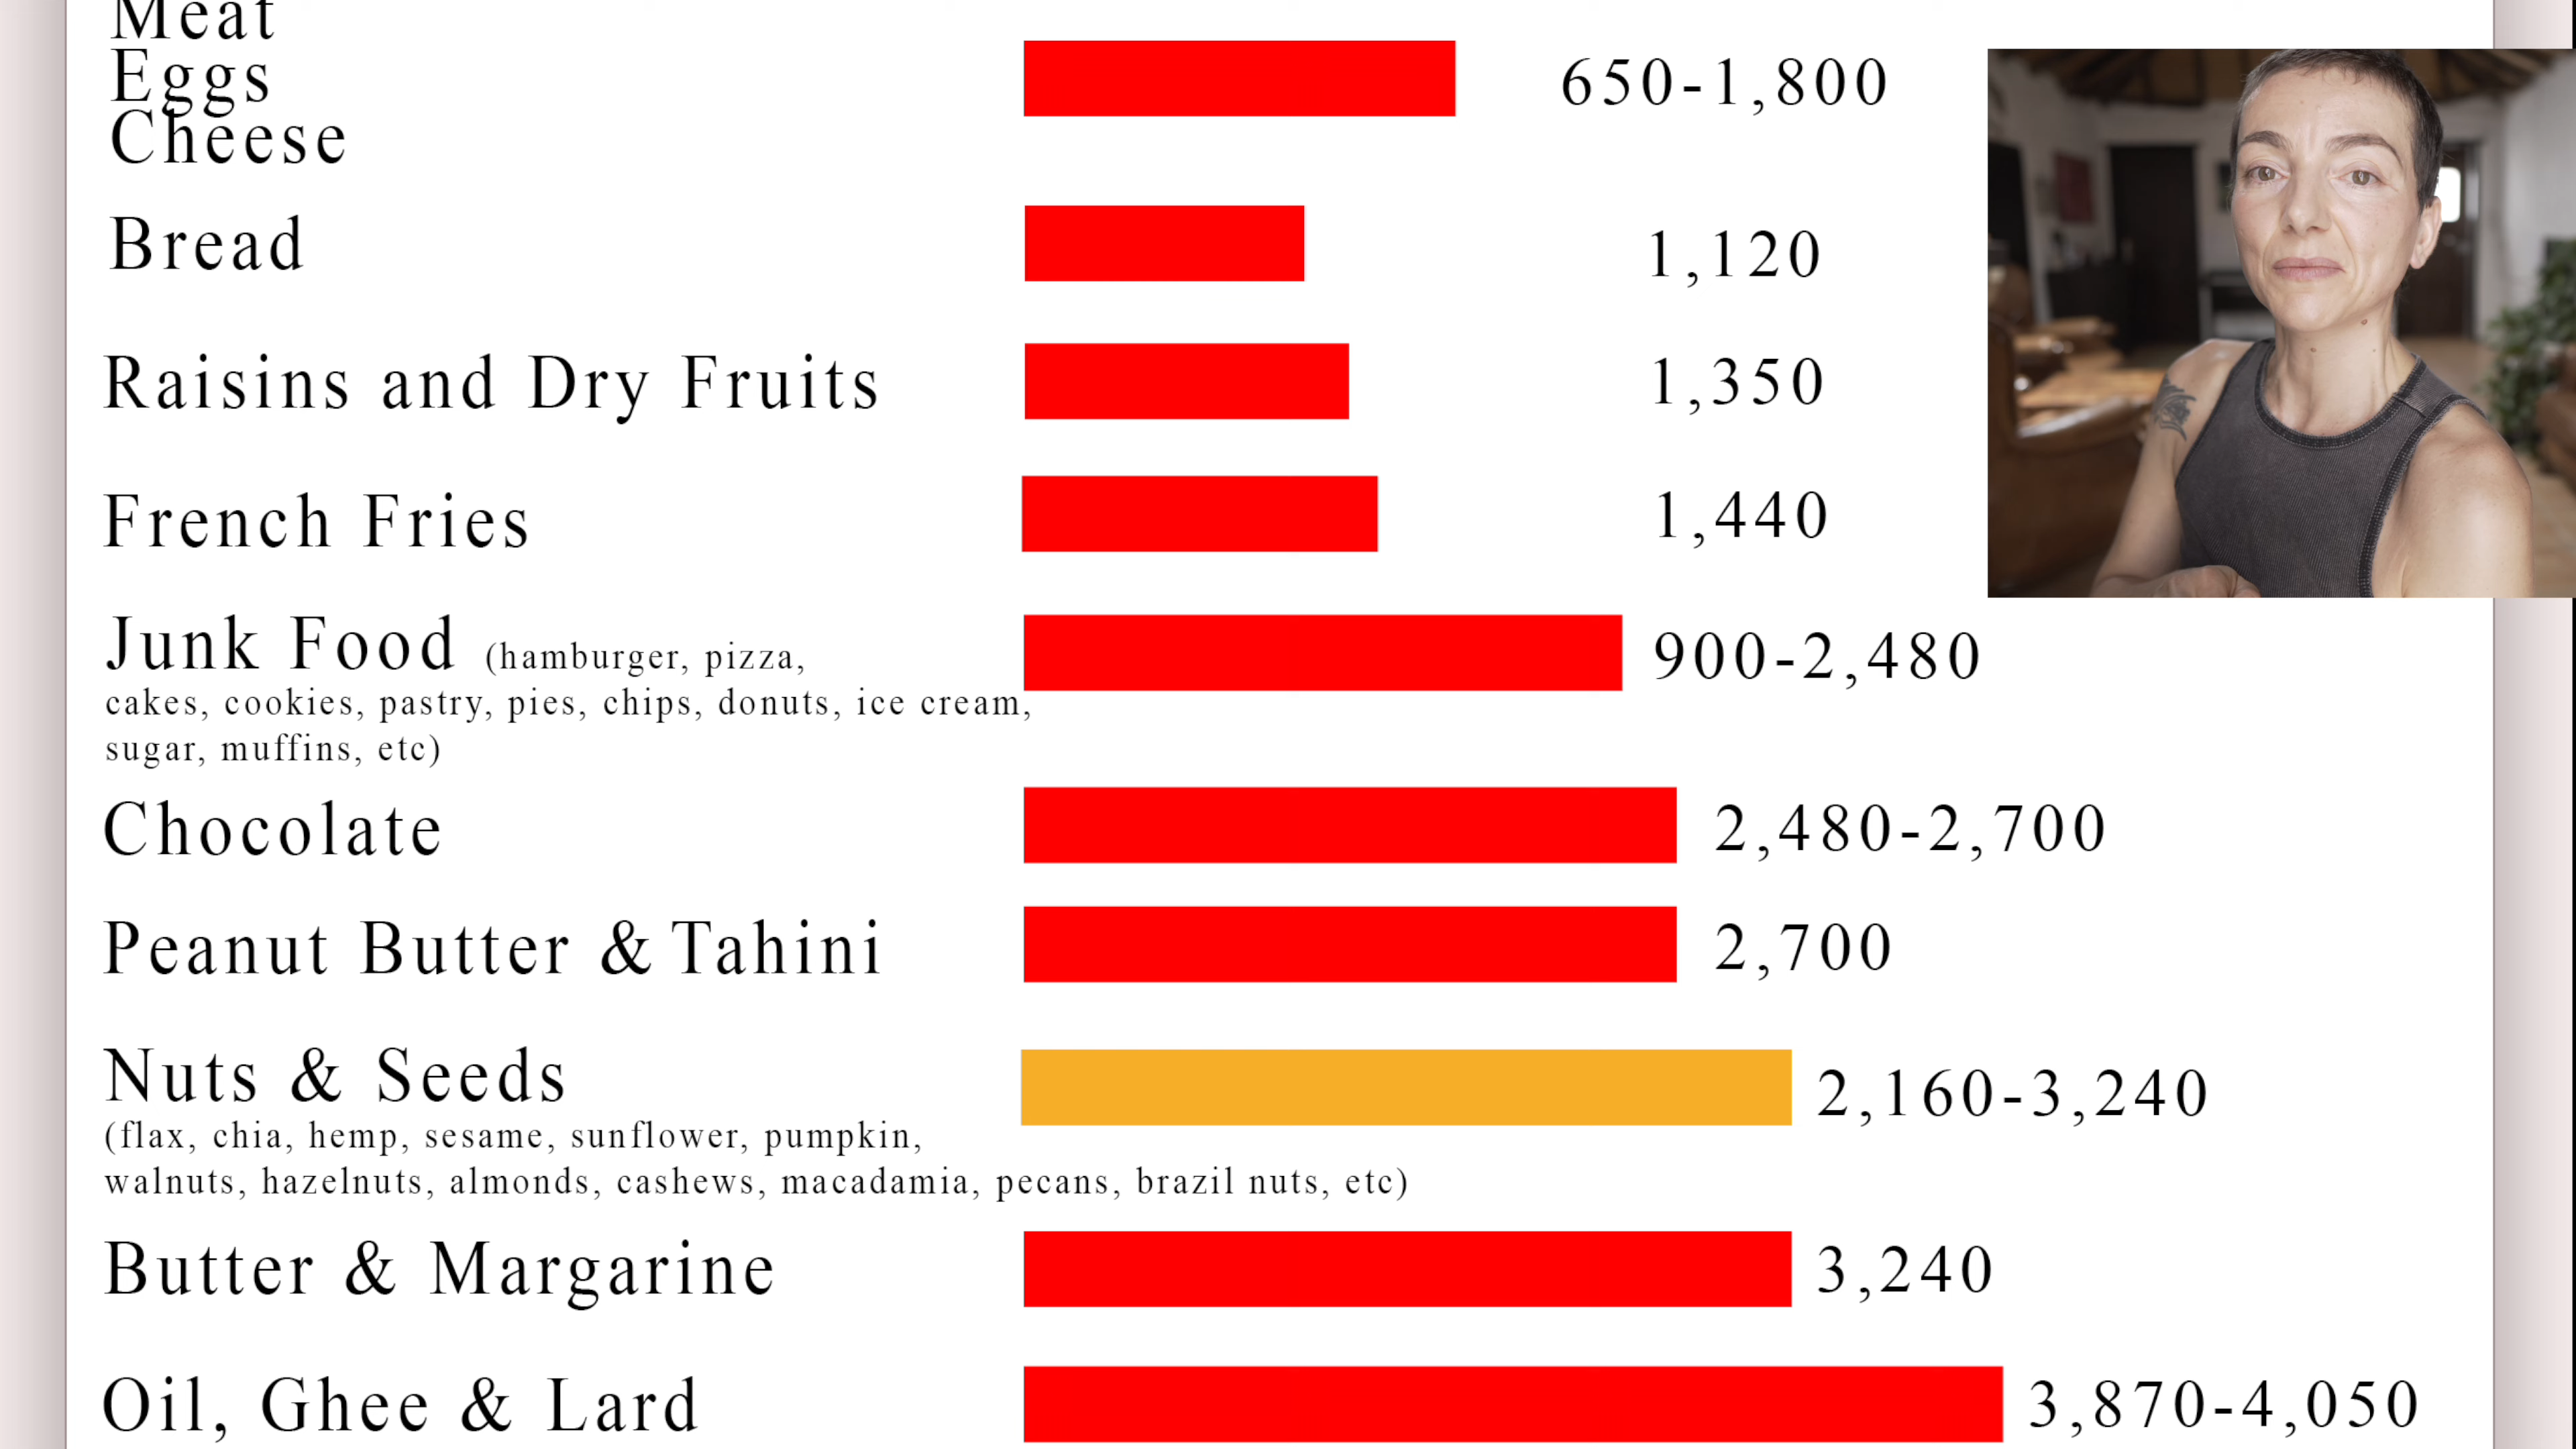 Meat
Eggs
Cheese
650-1,800
Bread
1,120
Raisins and Dry Fruits
1,350
French Fries
1,440
Junk Food (hamburger, pizza,
cakes, cookies, pastry, pies, chips, donuts, ice cream,
sugar, muffins, etc)
900-2,480
Chocolate
2,480-2,700
Peanut Butter & Tahini
2,700
Nuts & Seeds
(flax, chia, hemp, sesame, sunflower, pumpkin,
walnuts, hazelnuts, almonds, cashews, macadamia, pecans, brazil nuts, etc)
2,160-3,240
Butter & Margarine
3,240
Oil, Ghee & Lard
3,870-4,050